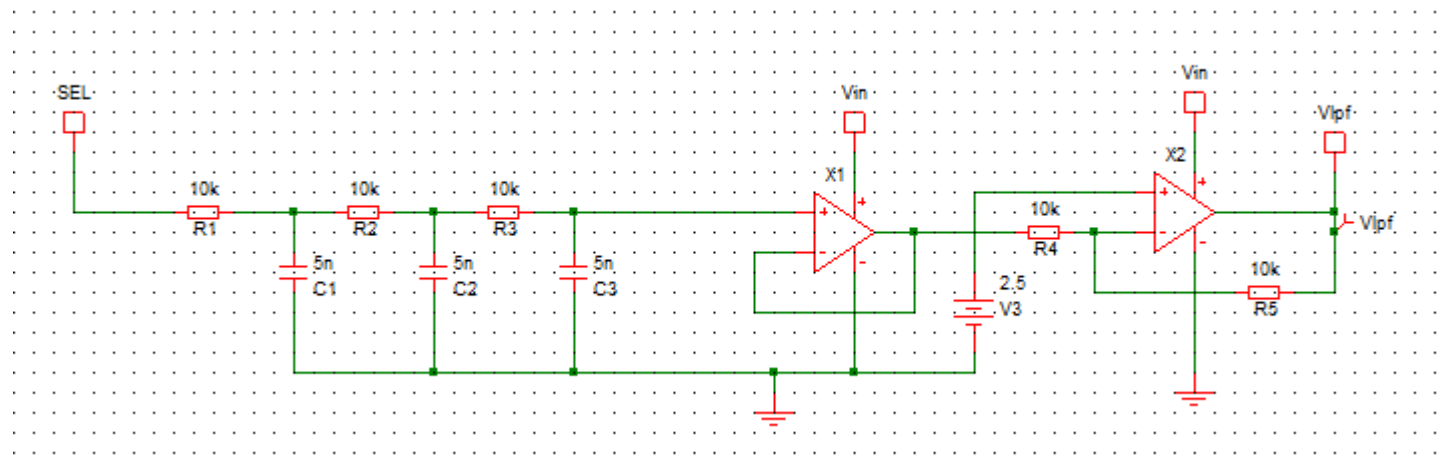 SEL
10k
R1
10k
R2
10k
R3
5n
C1
5n
C2
5n
C3
Vin
X1
+
-
+
-
10k
R4
2.5
V3
Vin
X2
+
-
+
-
10k
R5
Vlpf
Vlpf